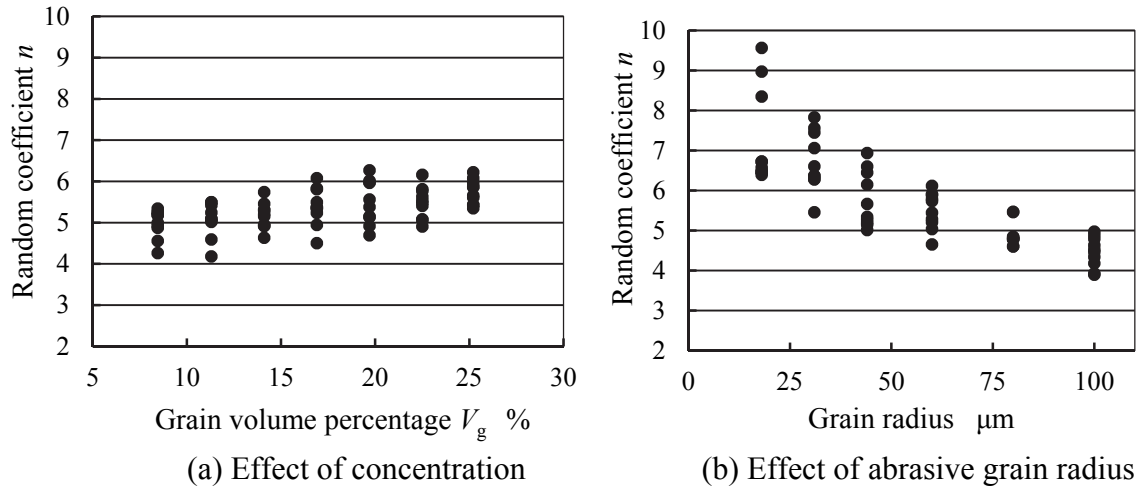 10
9
8
7
6
5
4
3
2
Random coefficient n
5 10 15 20 25 30
Grain volume percentage Vg %
(a) Effect of concentration
10
9
8
7
6
5
4
3
2
Random coefficient n
0 25 50 75 100
Grain radius μm
(b) Effect of abrasive grain radius